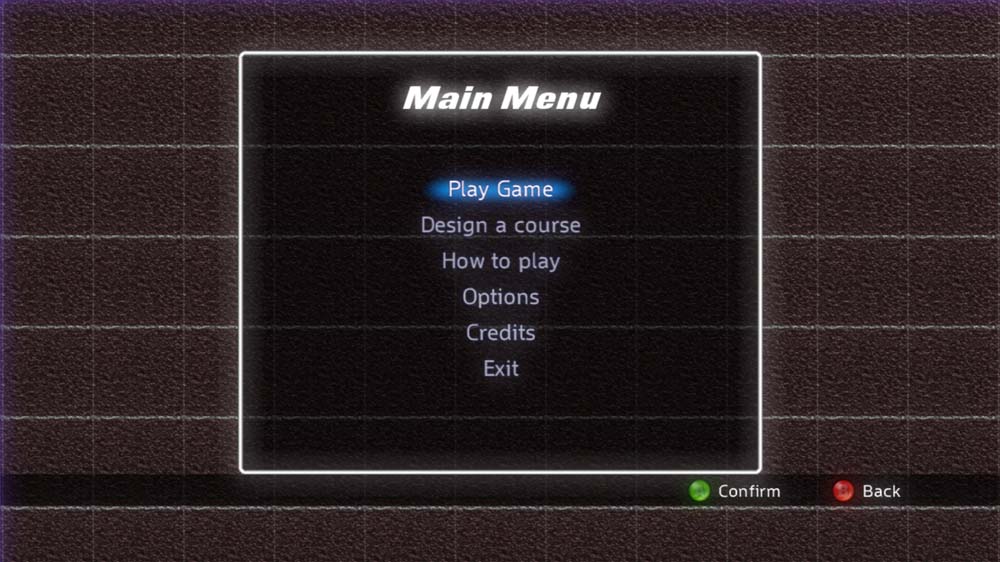 Main Menu
Play Game
Design a course
How to play
Options
Credits
Exit
Confirm Back